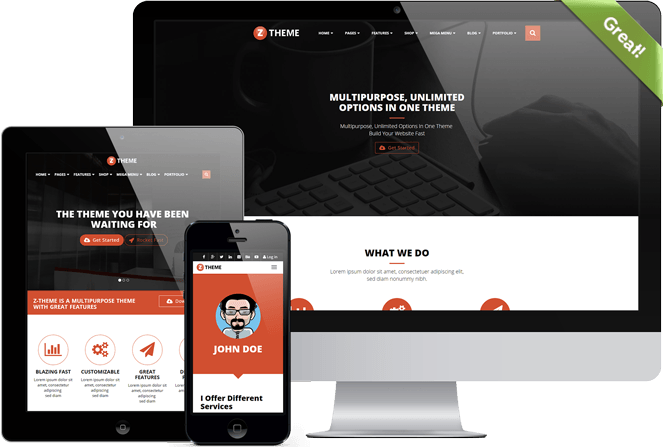 Great!
Z THEME
HOME PAGES FEATURES SHOP MEGA MENU BLOG PORTFOLIO
MULTIPURPOSE, UNLIMITED
OPTIONS IN ONE THEME
Multipurpose, Unlimited Options In One Theme
Build Your Website Fast
Get Started
WHAT WE DO
Lorem ipsum dolor sit amet, consectetuer adipiscing elit,
sed diam nonummy nibh.
Z THEME
HOME PAGES FEATURES SHOP MEGA MENU BLOG PORTFOLIO
THE THEME YOU HAVE BEEN
WAITING FOR
Get Started
Z-THEME IS A MULTIPURPOSE THEME
WITH GREAT FEATURES
BLAZING FAST
Lorem ipsum dolor sit
amet, consectetur
adipiscing
sed diam
CUSTOMIZABLE
Lorem ipsum dolor sit
amet, consectetur
adipiscing
sed diam
GREAT
FEATURES
Lorem ipsum dolor sit
amet, consectetur
adipiscing elit
sed diam
Log In
Z THEME
JOHN DOE
I Offer Different
Services